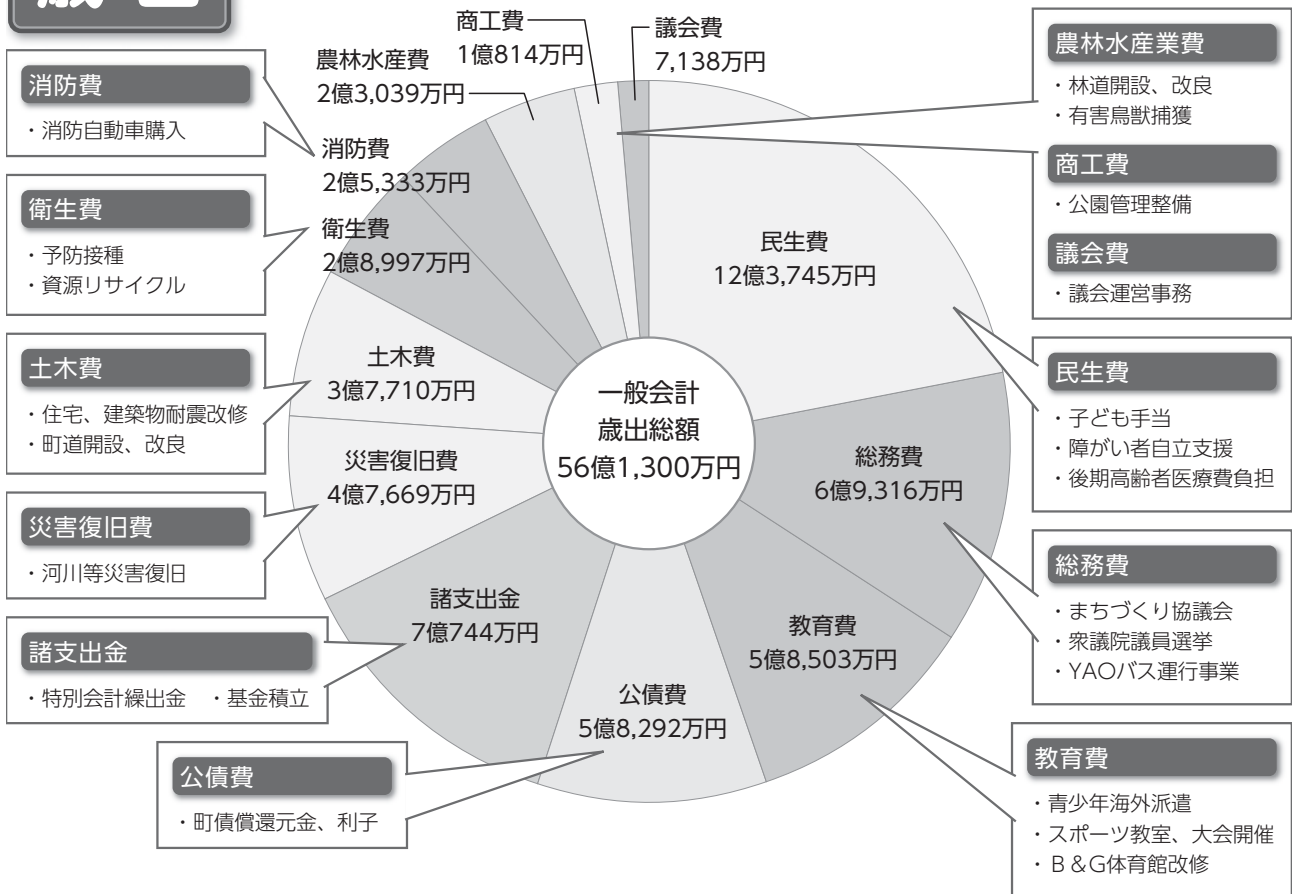 商工費
1億814万円
議会費
7,138万円
農林水産費
2億3,039万円
消防費
2億5,333万円
衛生費
2億8,997万円
民生費
12億3,745万円
土木費
3億7,710万円
一般会計
歳出総額
56億1,300万円
災害復旧費
4億7,669万円
総務費
6億9,316万円
諸支出金
7億744万円
教育費
5億8,503万円
公債費
5億8,292万円
消防費
・消防自動車購入
衛生費
・予防接種
・資源リサイクル
土木費
・住宅、建築物耐震改修
・町道開設、改良
災害復旧費
・河川等災害復旧
諸支出金
・特別会計繰出金 ・基金積立
公債費
・町債償還元金、利子
農林水産業費
・林道開設、改良
・有害鳥獣捕獲
商工費
・公園管理整備
議会費
・議会運営事務
民生費
・子ども手当
・障がい者自立支援
・後期高齢者医療費負担
総務費
・まちづくり協議会
・衆議院議員選挙
・YAOバス運行事業
教育費
・青少年海外派遣
・スポーツ教室、大会開催
・B&G体育館改修